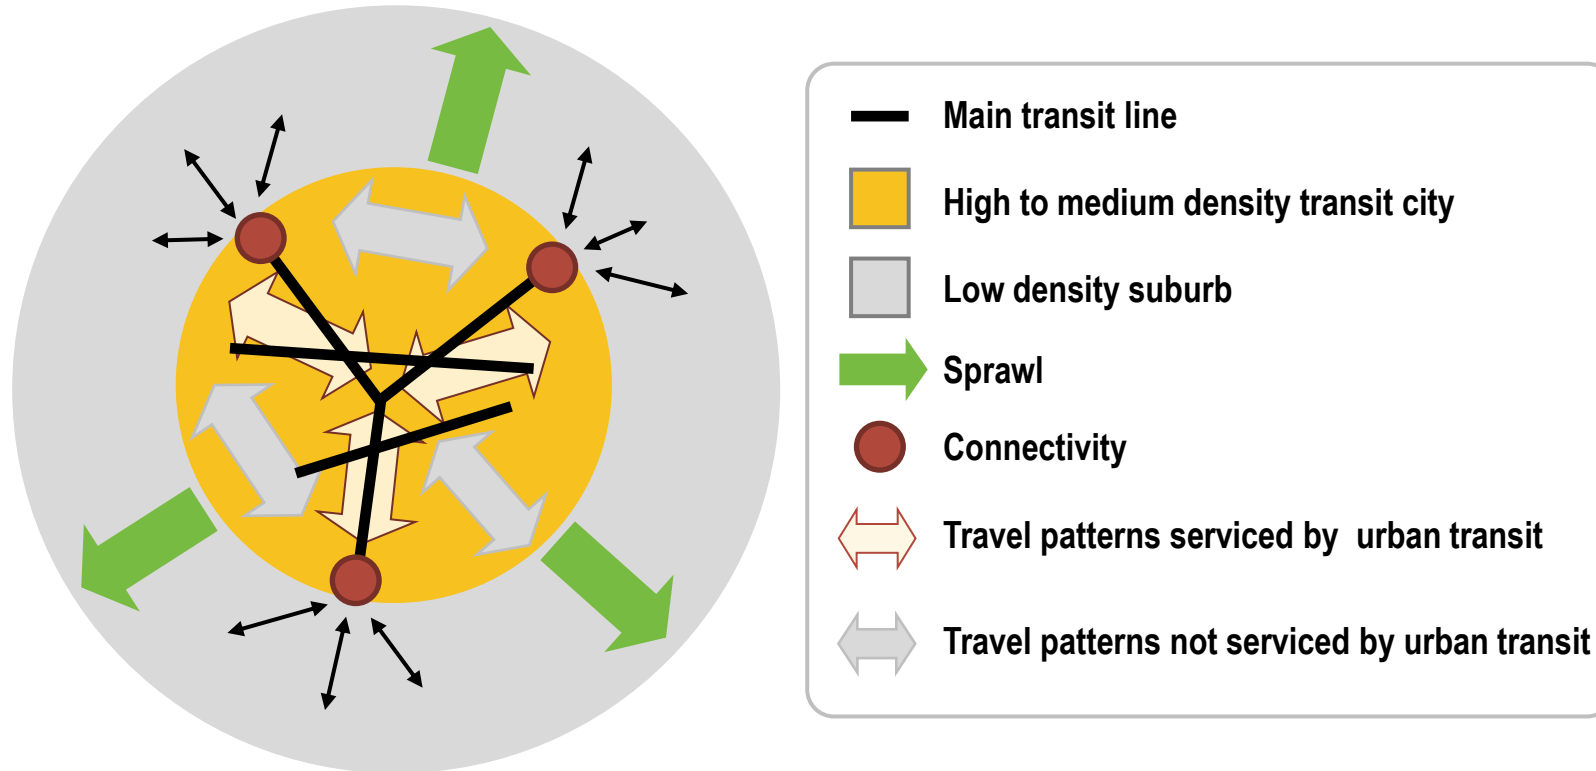 Main transit line
High to medium density transit city
Low density suburb
Sprawl
Connectivity
Travel patterns serviced by  urban transit
Travel patterns not serviced by urban transit